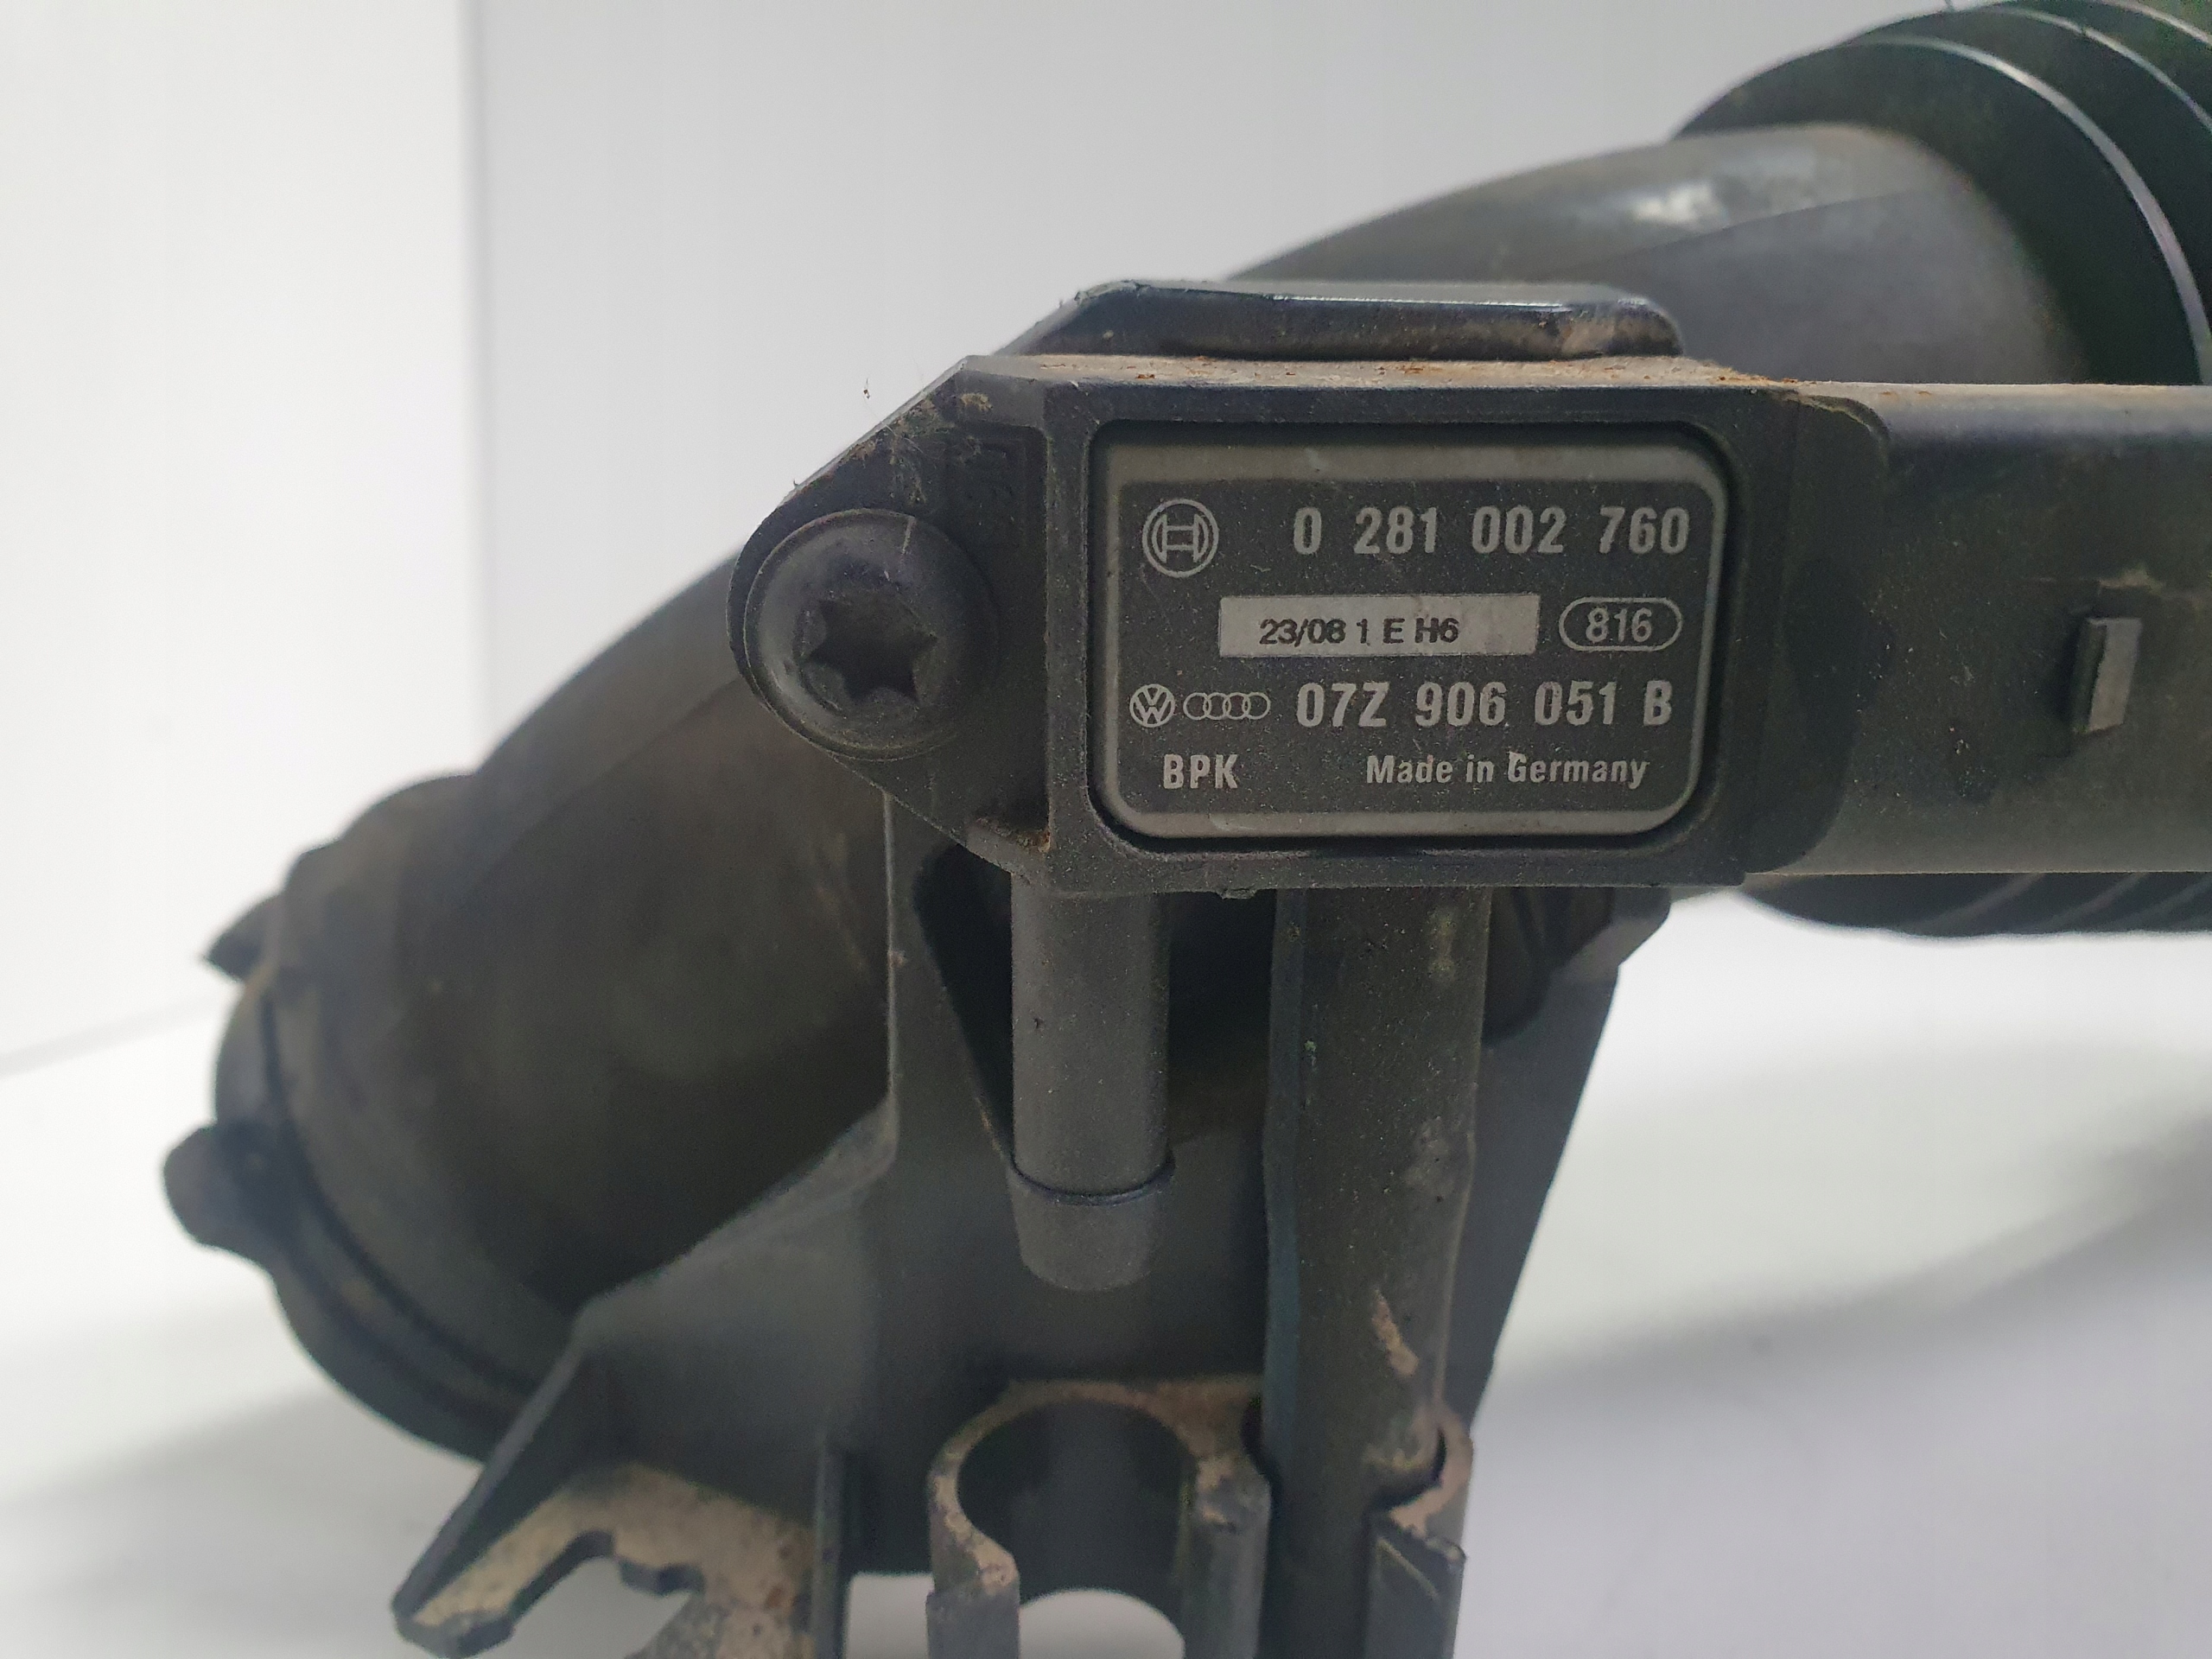 0 281 002 760
23/08 1 E H6 816
07Z 906 051 B
BPK Made in Germany